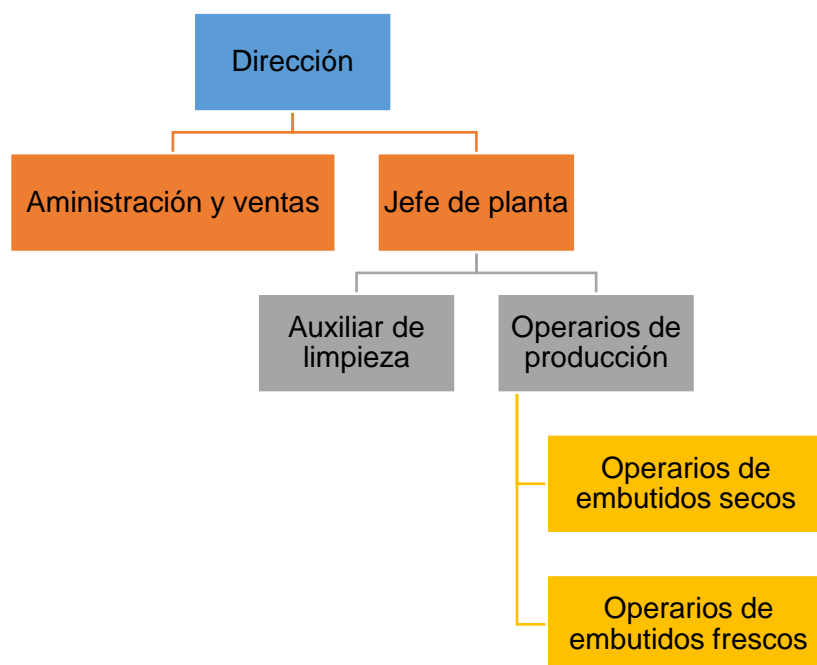 Dirección
Aministración y ventas
Jefe de planta
Auxiliar de
limpieza
Operarios de
producción
Operarios de
embutidos secos
Operarios de
embutidos frescos